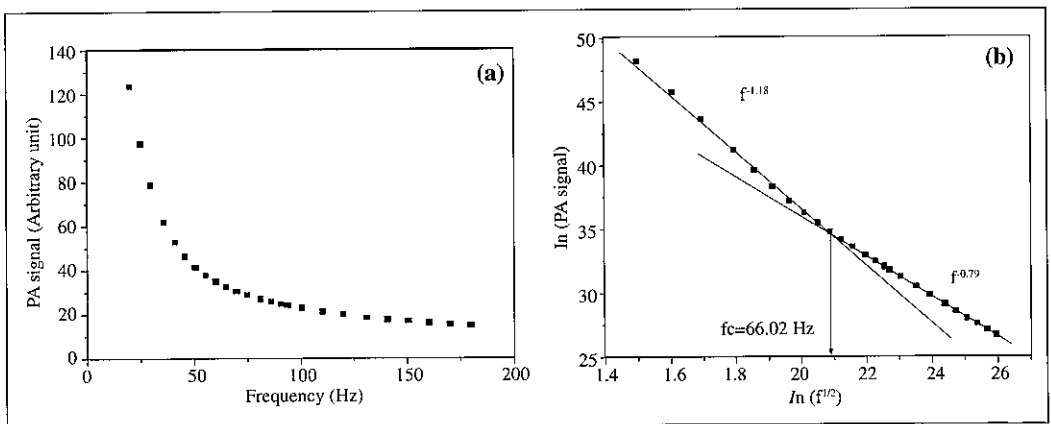 (a)
PA signal (Arbitrary unit)
140
120
100
80
60
40
20
0
0 50 100 150 200
Frequency (Hz)
(b)
ln (PA signal)
50
45
40
35
30
25
f-1.18
f-0.79
fc=66.02 Hz
1.4 1.6 1.8 20 22 24 26
ln (f1/2)